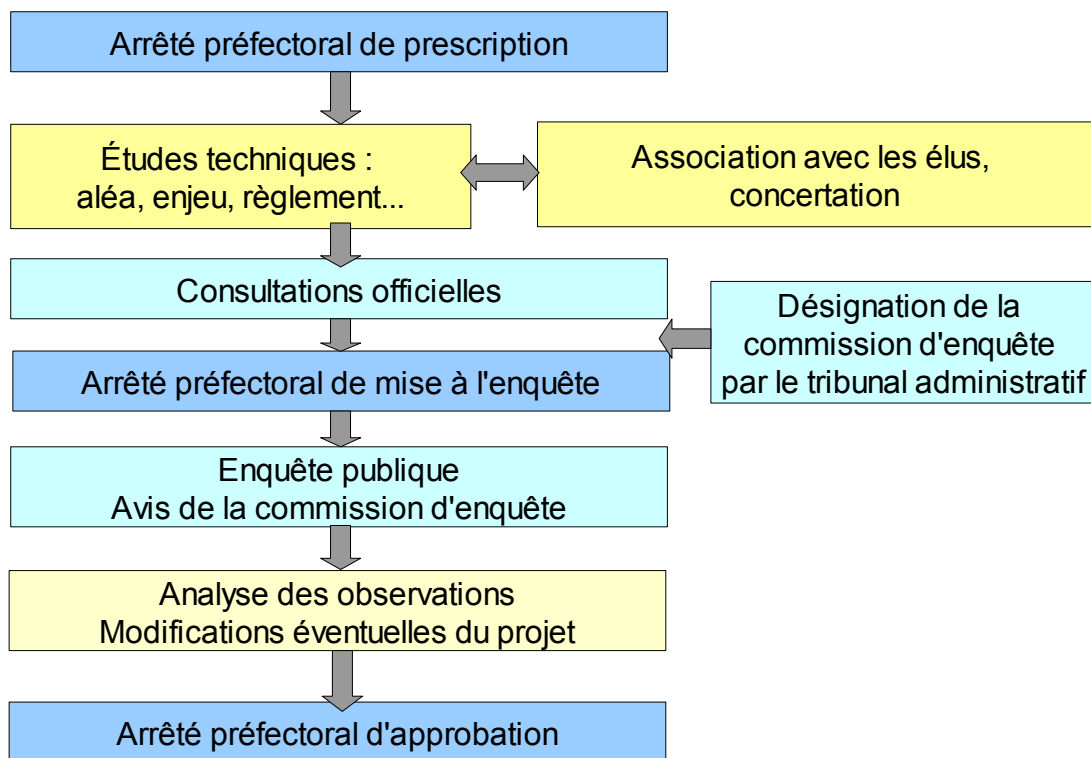 Arrêté préfectoral de prescription
Études techniques :
aléa, enjeu, règlement...
Association avec les élus,
concertation
Consultations officielles
Désignation de la
commission d'enquête
par le tribunal administratif
Arrêté préfectoral de mise à l'enquête
Enquête publique
Avis de la commission d'enquête
Analyse des observations
Modifications éventuelles du projet
Arrêté préfectoral d'approbation